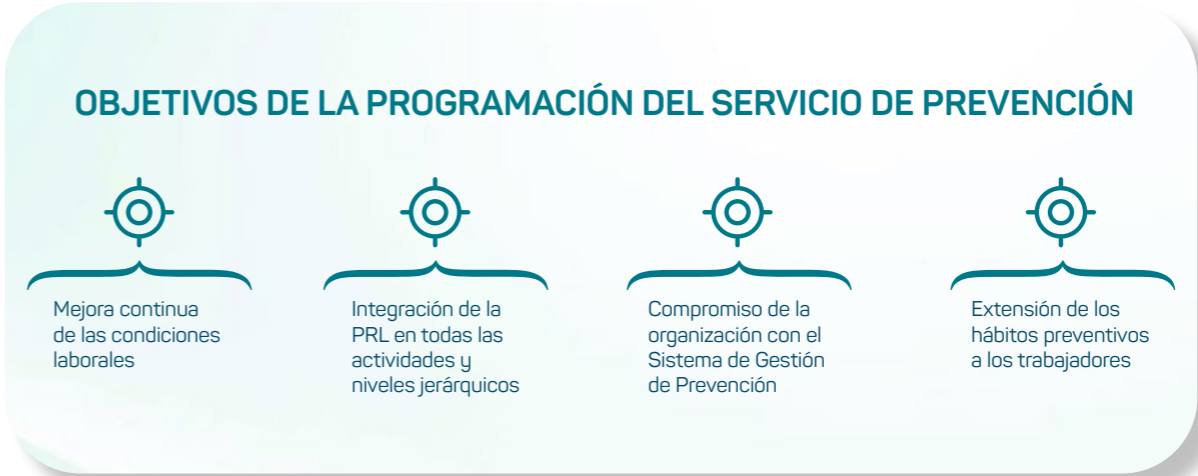 OBJETIVOS DE LA PROGRAMACIÓN DEL SERVICIO DE PREVENCIÓN
Mejora continua
de las condiciones
laborales
Integración de la
PRL en todas las
actividades y
niveles jerárquicos
Compromiso de la
organización con el
Sistema de Gestión
de Prevención
Extensión de los
hábitos preventivos
a los trabajadores